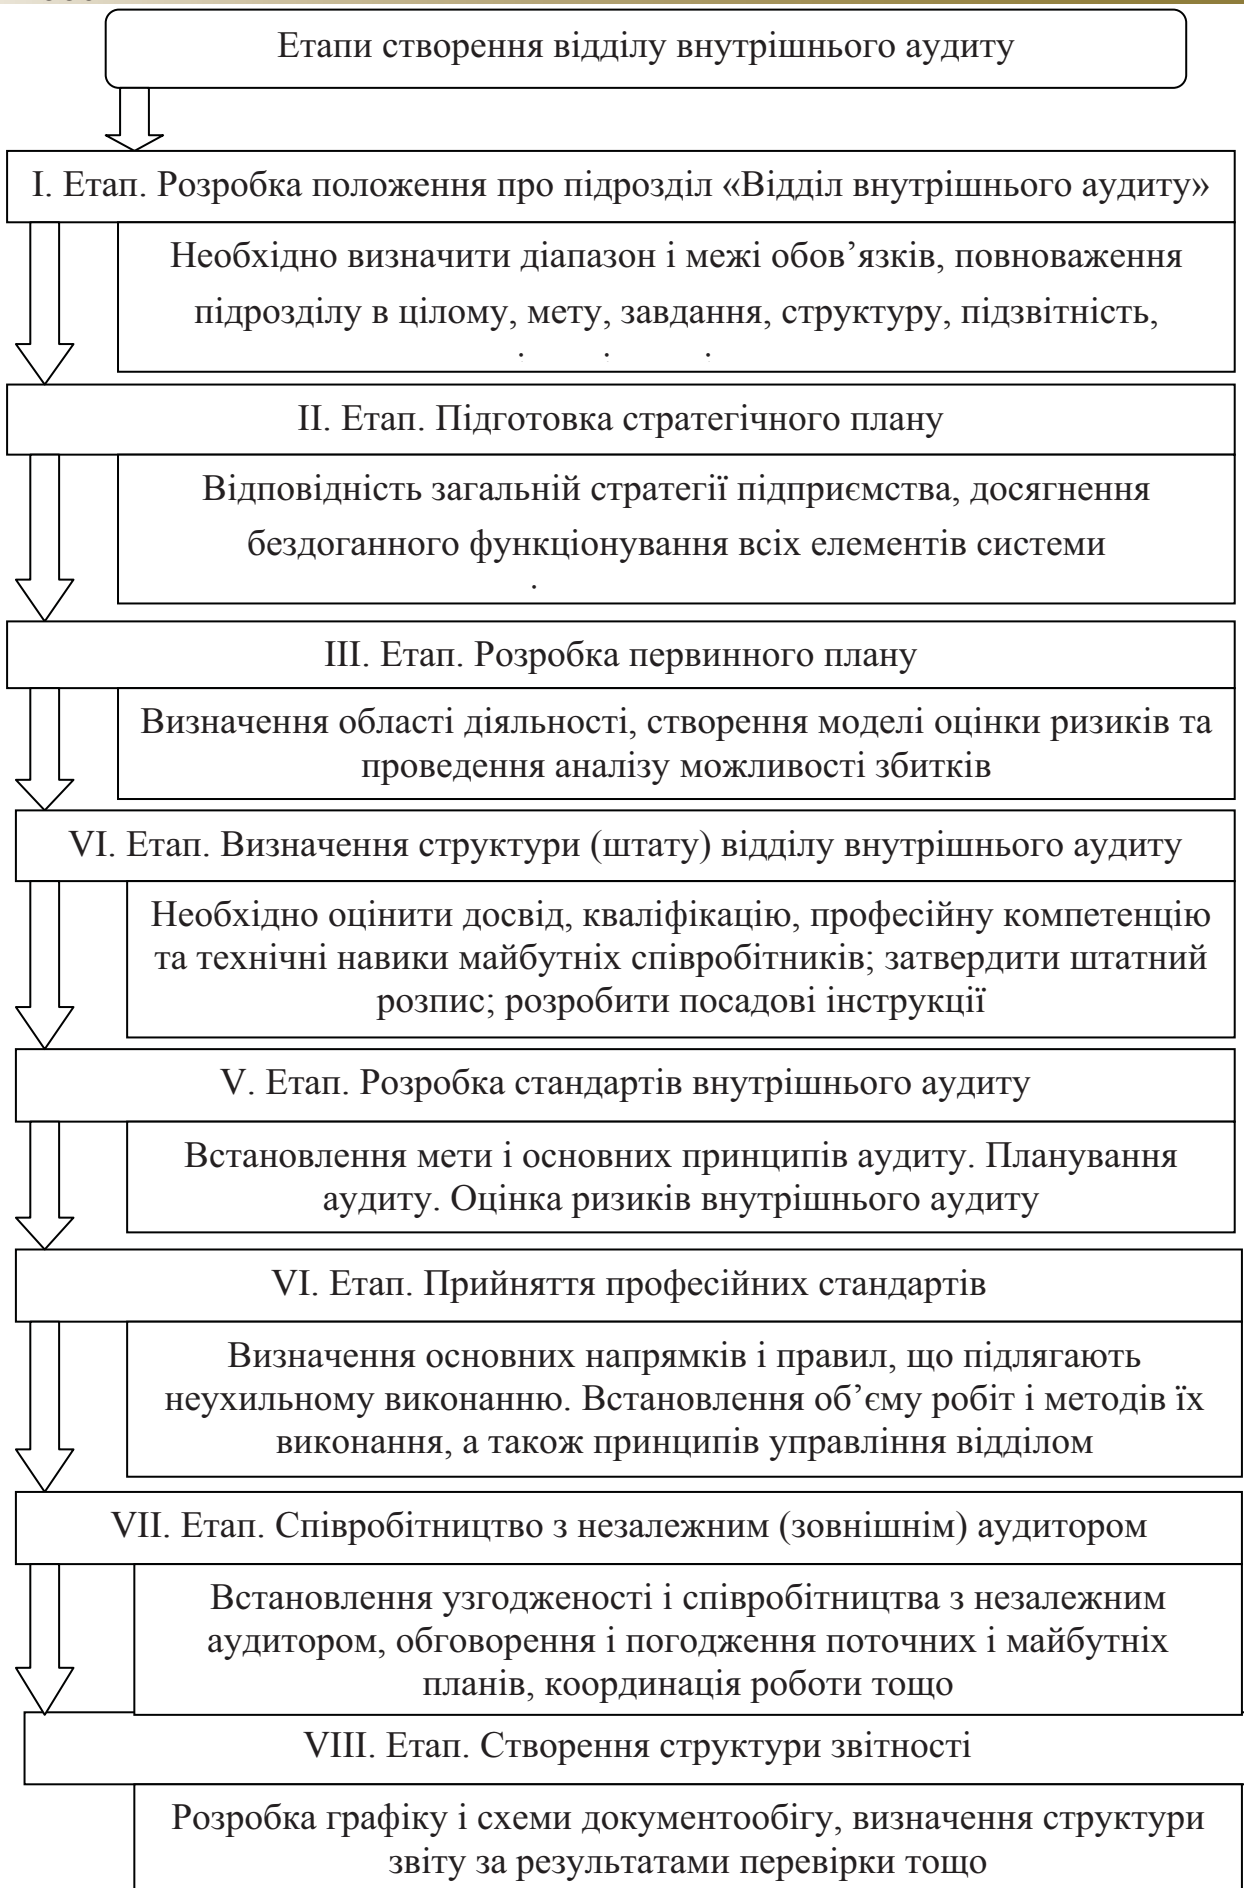 Етапи створення відділу внутрішнього аудиту
I. Етап. Розробка положення про підрозділ «Відділ внутрішнього аудиту»
Необхідно визначити діапазон і межі обов’язків, повноваження
підрозділу в цілому, мету, завдання, структуру, підзвітність,
II. Етап. Підготовка стратегічного плану
Відповідність загальній стратегії підприємства, досягнення
бездоганного функціонування всіх елементів системи
III. Етап. Розробка первинного плану
Визначення області діяльності, створення моделі оцінки ризиків та
проведення аналізу можливості збитків
VI. Етап. Визначення структури (штату) відділу внутрішнього аудиту
Необхідно оцінити досвід, кваліфікацію, професійну компетенцію
та технічні навики майбутніх співробітників; затвердити штатний
розпис; розробити посадові інструкції
V. Етап. Розробка стандартів внутрішнього аудиту
Встановлення мети і основних принципів аудиту. Планування
аудиту. Оцінка ризиків внутрішнього аудиту
VI. Етап. Прийняття професійних стандартів
Визначення основних напрямків і правил, що підлягають
неухильному виконанню. Встановлення об’єму робіт і методів їх
виконання, а також принципів управління відділом
VII. Етап. Співробітництво з незалежним (зовнішнім) аудитором
Встановлення узгодженості і співробітництва з незалежним
аудитором, обговорення і погодження поточних і майбутніх
планів, координація роботи тощо
VIII. Етап. Створення структури звітності
Розробка графіку і схеми документообігу, визначення структури
звіту за результатами перевірки тощо